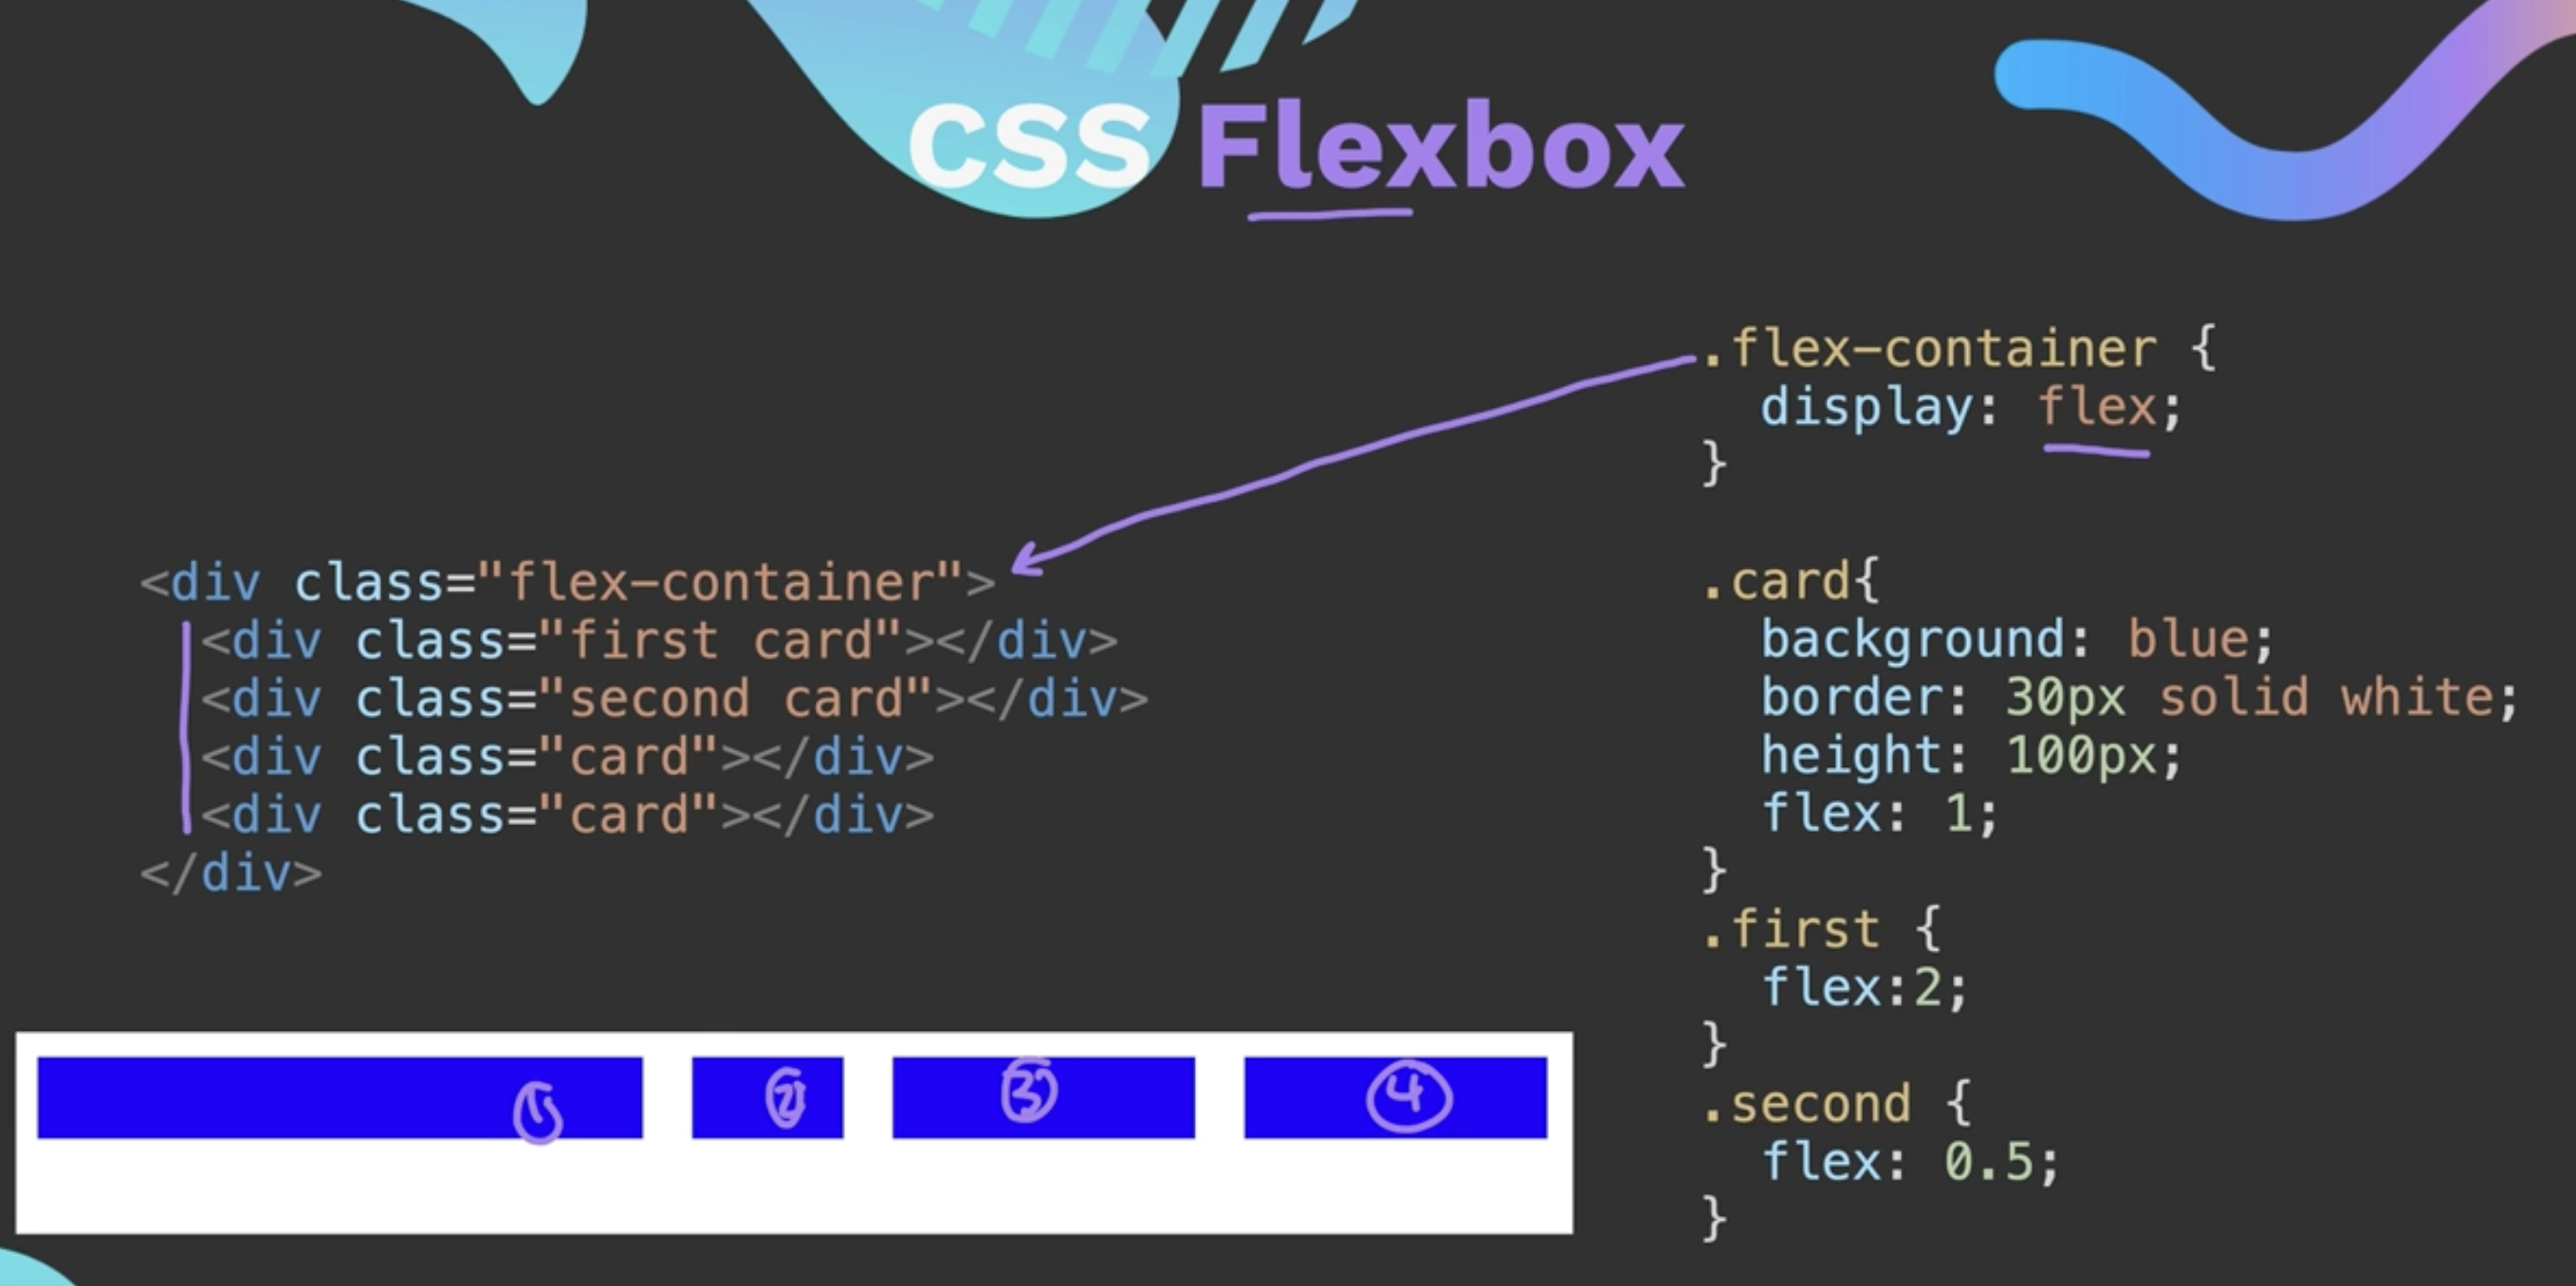 CSS Flexbox
<div class="flex-container">
<div class="first card"></div>
<div class="second card"></div>
<div class="card"></div>
<div class="card"></div>
</div>
1 2 3 4
.flex-container {
display: flex;
}
.card{
background: blue;
border: 30px solid white;
height: 100px;
flex: 1;
}
.first {
flex:2;
}
.second {
flex: 0.5;
}